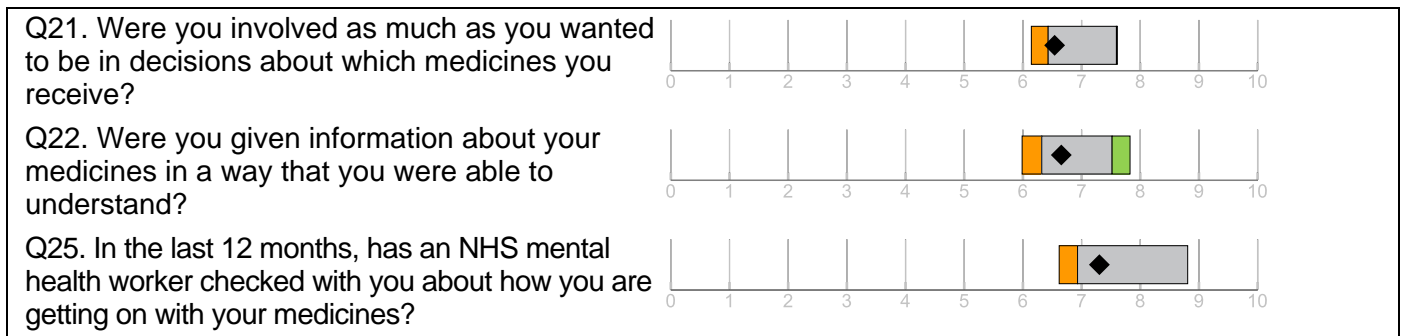 Q21. Were you involved as much as you wanted
to be in decisions about which medicines you
receive?
0 1 2 3 4 5 6 7 8 9 10
Q22. Were you given information about your
medicines in a way that you were able to
understand?
0 1 2 3 4 5 6 7 8 9 10
Q25. In the last 12 months, has an NHS mental
health worker checked with you about how you are
getting on with your medicines?
0 1 2 3 4 5 6 7 8 9 10